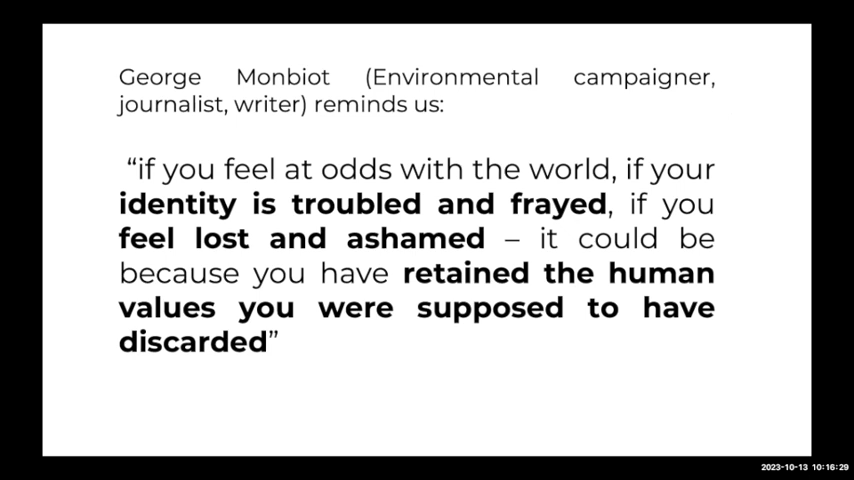 George Monbiot (Environmental campaigner,
journalist, writer) reminds us:
“if you feel at odds with the world, if your
identity is troubled and frayed, if you
feel lost and ashamed – it could be
because you have retained the human
values you were supposed to have
discarded”
2023-10-13 10:16:29